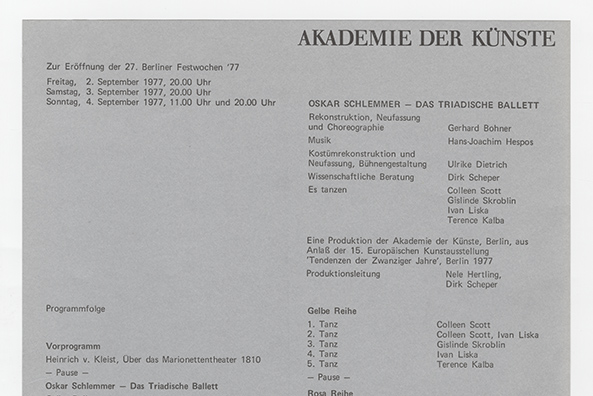 AKADEMIE DER KÜNSTE
Zur Eröffnung der 27. Berliner Festwochen '77
Freitag, 2. September 1977, 20.00 Uhr
Samstag, 3. September 1977, 20.00 Uhr
Sonntag, 4. September 1977, 11.00 Uhr und 20.00 Uhr
OSKAR SCHLEMMER – DAS TRIADISCHE BALLETT
Rekonstruktion, Neufassung
und Choreographie Gerhard Bohner
Musik Hans-Joachim Hespos
Kostümrekonstruktion und
Neufassung, Bühnengestaltung Ulrike Dietrich
Wissenschaftliche Beratung Dirk Scheper
Es tanzen Colleen Scott
Gislinde Skroblin
Ivan Liska
Terence Kalba
Eine Produktion der Akademie der Künste, Berlin, aus
Anlaß der 15. Europäischen Kunstausstellung
'Tendenzen der Zwanziger Jahre', Berlin 1977
Produktionsleitung Nele Hertling,
Dirk Scheper
Programmfolge
Vorprogramm
Heinrich v. Kleist, Über das Marionettentheater 1810
– Pause –
Oskar Schlemmer – Das Triadische Ballett
Gelbe Reihe
1. Tanz Colleen Scott
2. Tanz Colleen Scott, Ivan Liska
3. Tanz Gislinde Skroblin
4. Tanz Ivan Liska
5. Tanz Terence Kalba
– Pause –
Rosa Reihe